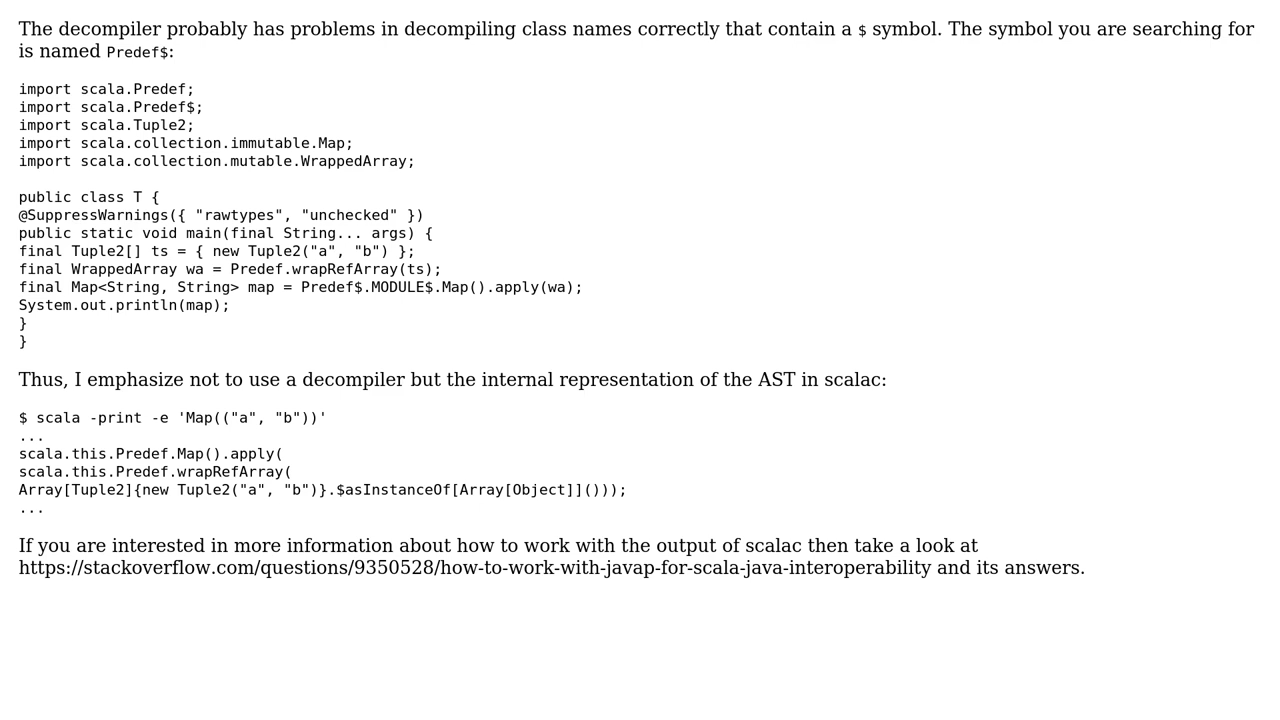 The decompiler probably has problems in decompiling class names correctly that contain a $ symbol. The symbol you are searching for
is named Predef$:
import scala.Predef;
import scala.Predef$;
import scala.Tuple2;
import scala.collection.immutable.Map;
import scala.collection.mutable.WrappedArray;
public class T {
@SuppressWarnings({ "rawtypes", "unchecked" })
public static void main(final String... args) {
final Tuple2[] ts = { new Tuple2("a", "b") };
final WrappedArray wa = Predef.wrapRefArray(ts);
final Map<String, String> map = Predef$.MODULE$.Map().apply(wa);
System.out.println(map);
}
}
Thus, I emphasize not to use a decompiler but the internal representation of the AST in scalac:
$ scala -print -e 'Map(("a", "b"))'
...
scala.this.Predef.Map().apply(
scala.this.Predef.wrapRefArray(
Array[Tuple2]{new Tuple2("a", "b")}.$asInstanceOf[Array[Object]]()));
...
If you are interested in more information about how to work with the output of scalac then take a look at
https://stackoverflow.com/questions/9350528/how-to-work-with-javap-for-scala-java-interoperability and its answers.